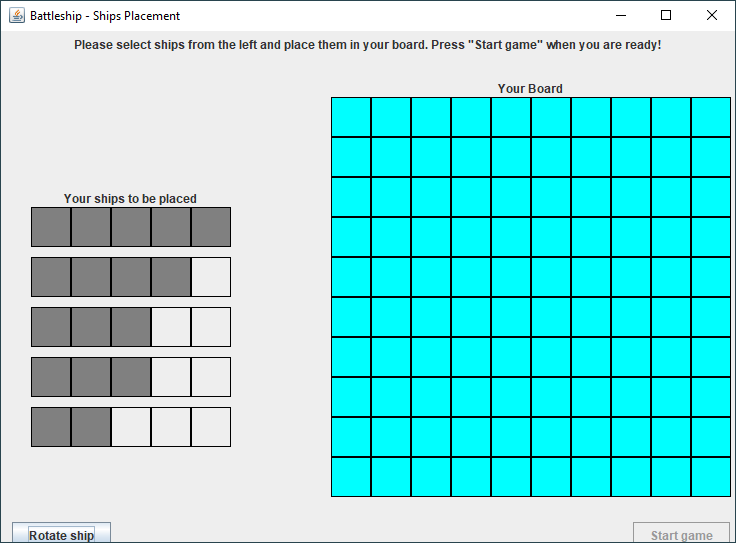 Battleship - Ships Placement
Please select ships from the left and place them in your board. Press "Start game" when you are ready!
Your Board
Your ships to be placed
Rotate ship
Start game